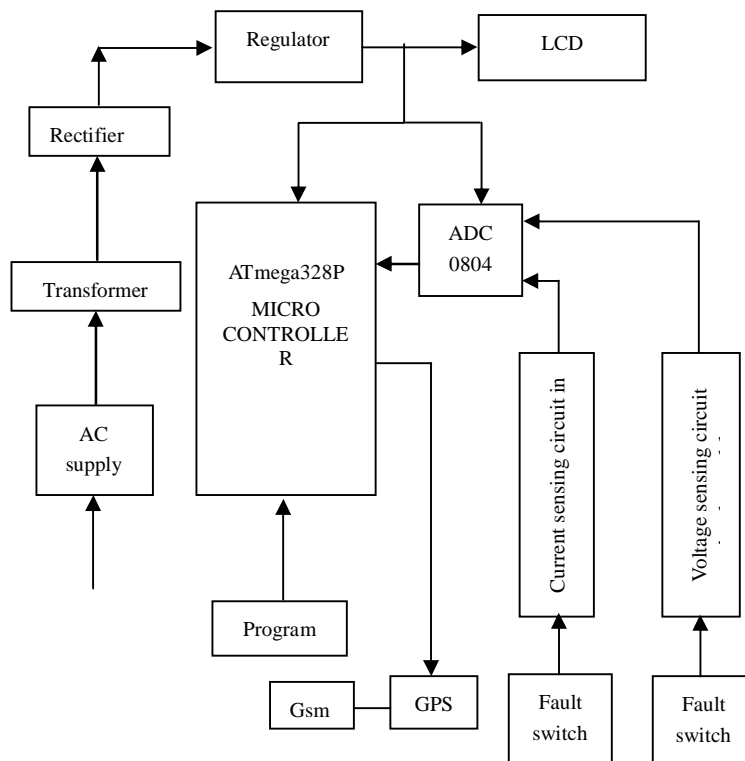 Regulator
LCD
Rectifier
ADC
0804
ATmega328P
MICRO
CONTROLLE
R
Transformer
AC
supply
Current sensing circuit in
Voltage sensing circuit
Program
Gsm
GPS
Fault
switch
Fault
switch